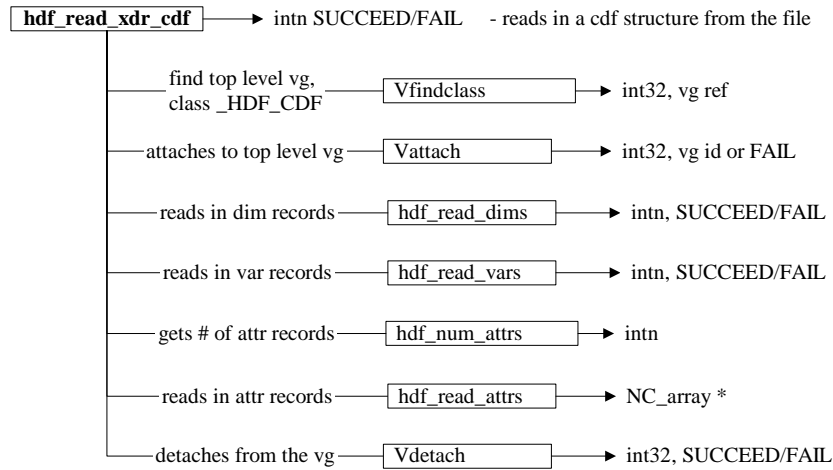 hdf_read_xdr_cdf intn SUCCEED/FAIL - reads in a cdf structure from the file
find top level vg,
class _HDF_CDF Vfindclass int32, vg ref
attaches to top level vg Vattach int32, vg id or FAIL
reads in dim records hdf_read_dims intn, SUCCEED/FAIL
reads in var records hdf_read_vars intn, SUCCEED/FAIL
gets # of attr records hdf_num_attrs intn
reads in attr records hdf_read_attrs NC_array *
detaches from the vg Vdetach int32, SUCCEED/FAIL